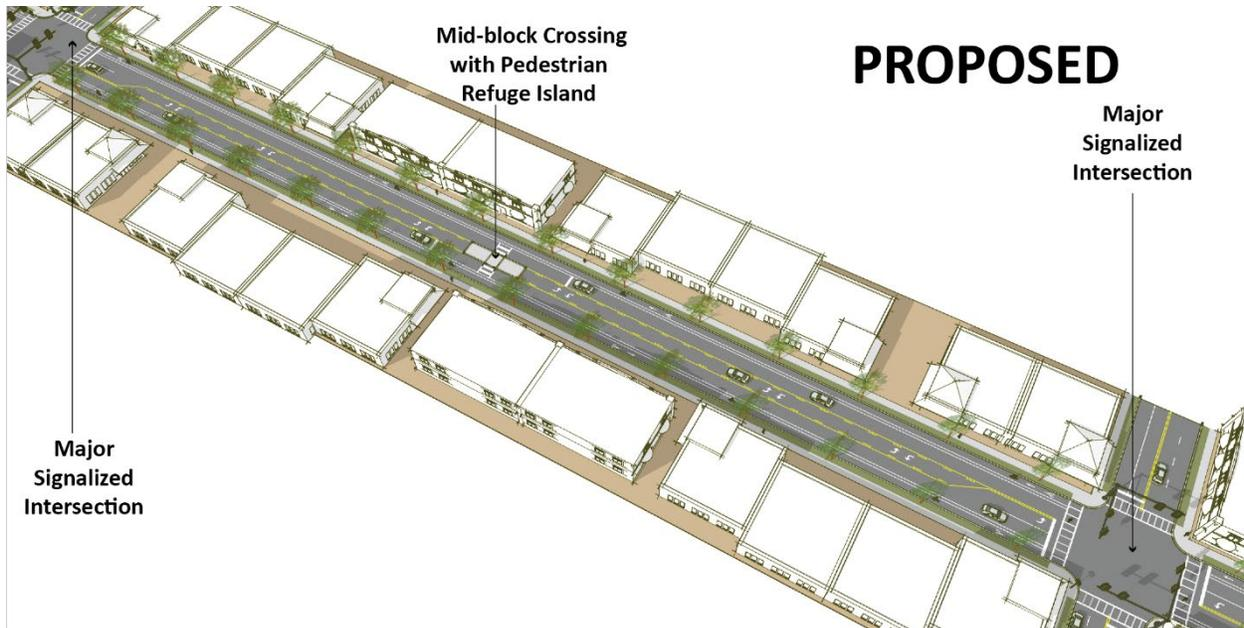 PROPOSED
Mid-block Crossing
with Pedestrian
Refuge Island
Major
Signalized
Intersection
Major
Signalized
Intersection